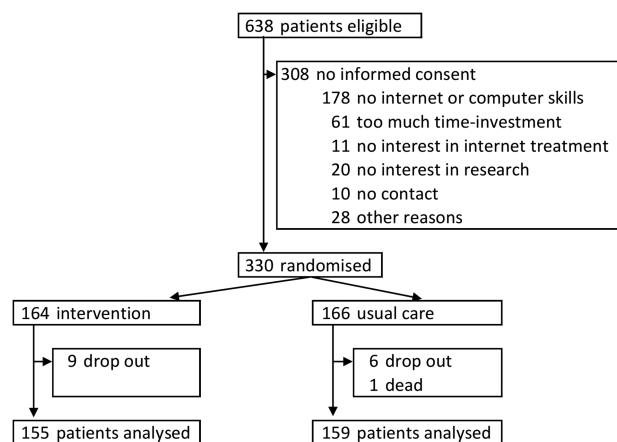 638 patients eligible
308 no informed consent
178 no internet or computer skills
61 too much time-investment
11 no interest in internet treatment
20 no interest in research
10 no contact
28 other reasons
330 randomised
164 intervention
166 usual care
9 drop out
6 drop out
1 dead
155 patients analysed
159 patients analysed